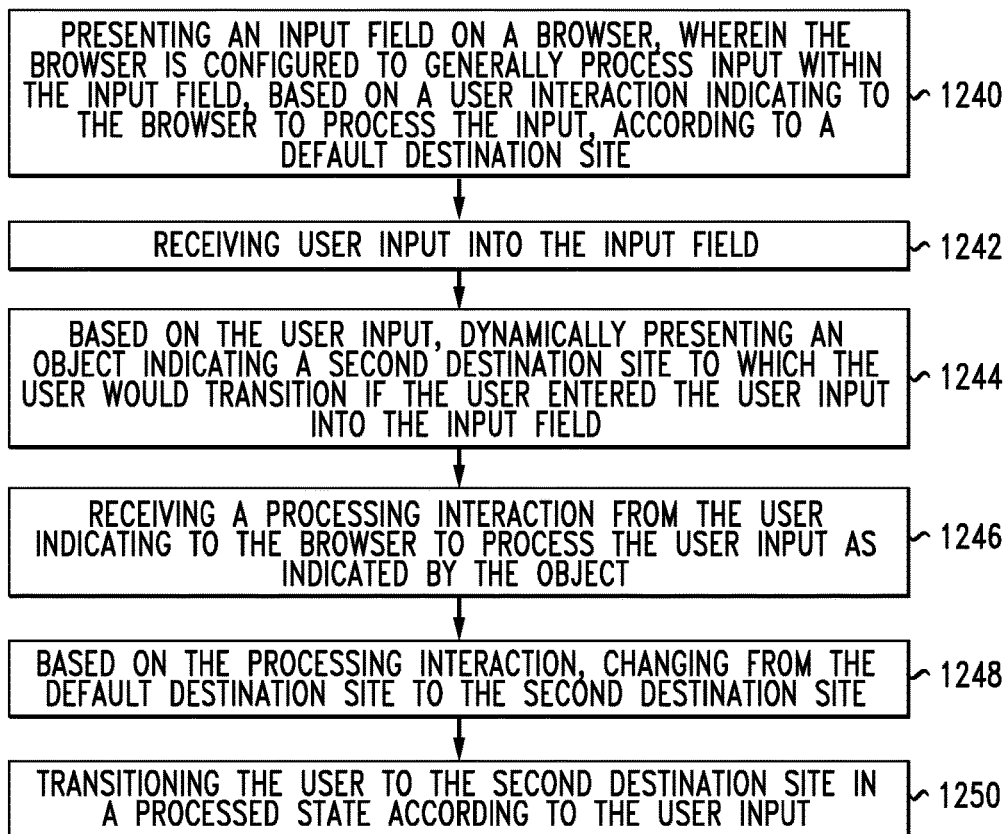 PRESENTING AN INPUT FIELD ON A BROWSER, WHEREIN THE
BROWSER IS CONFIGURED TO GENERALLY PROCESS INPUT WITHIN
THE INPUT FIELD, BASED ON A USER INTERACTION INDICATING TO
THE BROWSER TO PROCESS THE INPUT, ACCORDING TO A
DEFAULT DESTINATION SITE
1240
RECEIVING USER INPUT INTO THE INPUT FIELD
1242
BASED ON THE USER INPUT, DYNAMICALLY PRESENTING AN
OBJECT INDICATING A SECOND DESTINATION SITE TO WHICH THE
USER WOULD TRANSITION IF THE USER ENTERED THE USER INPUT
INTO THE INPUT FIELD
1244
RECEIVING A PROCESSING INTERACTION FROM THE USER
INDICATING TO THE BROWSER TO PROCESS THE USER INPUT AS
INDICATED BY THE OBJECT
1246
BASED ON THE PROCESSING INTERACTION, CHANGING FROM THE
DEFAULT DESTINATION SITE TO THE SECOND DESTINATION SITE
1248
TRANSITIONING THE USER TO THE SECOND DESTINATION SITE IN
A PROCESSED STATE ACCORDING TO THE USER INPUT
1250